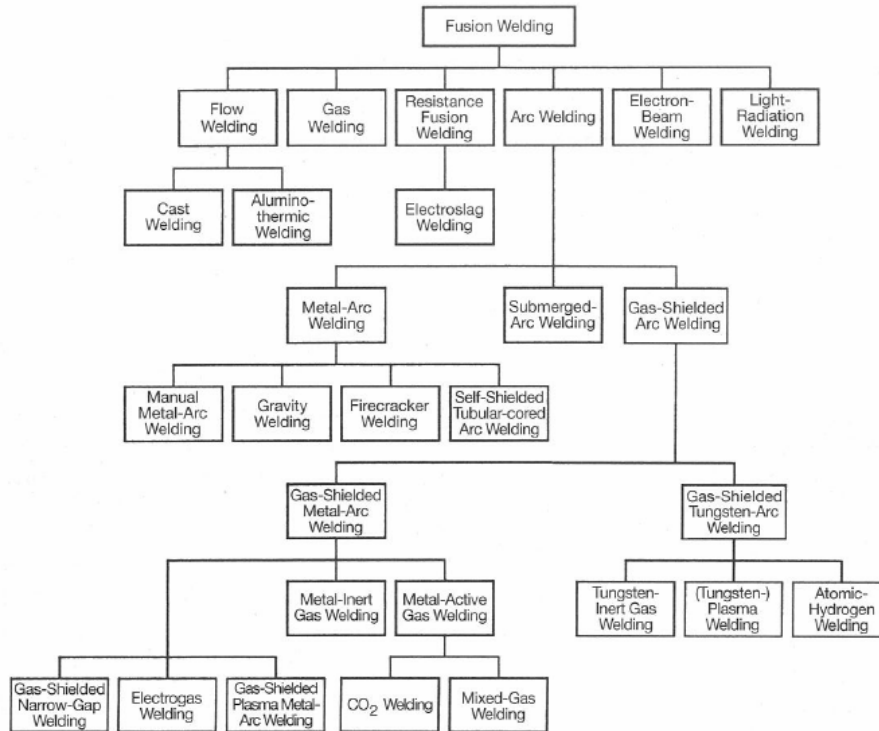 Fusion Welding
Flow
Welding
Gas
Welding
Resistance
Fusion
Welding
Arc Welding
Electron-
Beam
Welding
Light-
Radiation
Welding
Cast
Welding
Alumino-
thermic
Welding
Electroslag
Welding
Metal-Arc
Welding
Submerged-
Arc Welding
Gas-Shielded
Arc Welding
Manual
Metal-Arc
Welding
Gravity
Welding
Firecracker
Welding
Self-Shielded
Tubular-cored
Arc Welding
Gas-Shielded
Metal-Arc
Welding
Gas-Shielded
Tungsten-Arc
Welding
Metal-Inert
Gas Welding
Metal-Active
Gas Welding
Tungsten-
Inert Gas
Welding
(Tungsten-)
Plasma
Welding
Atomic-
Hydrogen
Welding
Gas-Shielded
Narrow-Gap
Welding
Electrogas
Welding
Gas-Shielded
Plasma Metal-
Arc Welding
CO2 Welding
Mixed-Gas
Welding